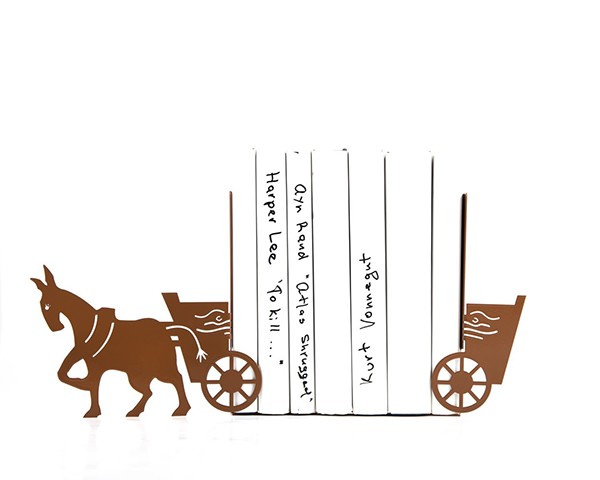 Harper Lee "To kill ..."
Ayn Rand "Atlas Shrugged"
Kurt Vonnegut